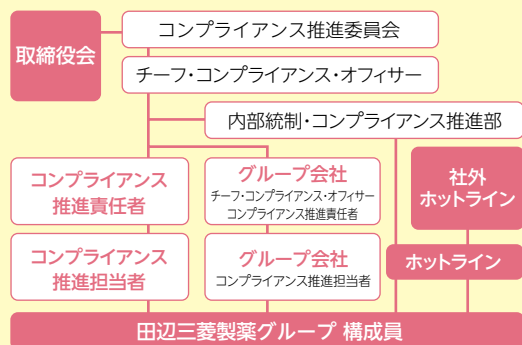 取締役会
コンプライアンス推進委員会
チーフ・コンプライアンス・オフィサー
内部統制・コンプライアンス推進部
コンプライアンス
推進責任者
グループ会社
チーフ・コンプライアンス・オフィサー
コンプライアンス推進責任者
社外
ホットライン
コンプライアンス
推進担当者
グループ会社
コンプライアンス推進担当者
ホットライン
田辺三菱製薬グループ 構成員